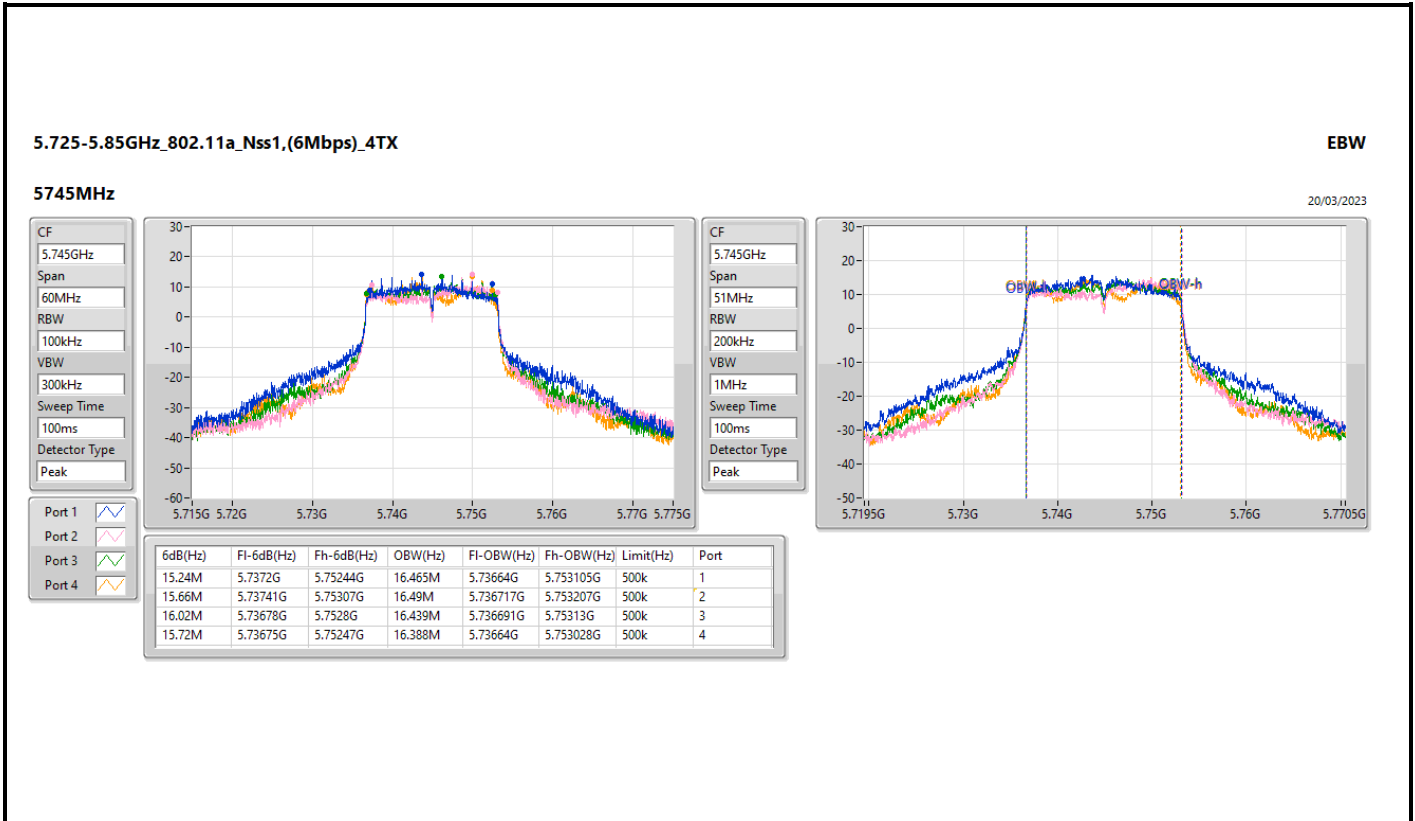 5.725-5.85GHz_802.11a_Nss1,(6Mbps)_4TX
EBW
5745MHz
20/03/2023
CF
5.745GHz
Span
60MHz
RBW
100kHz
VBW
300kHz
Sweep Time
100ms
Detector Type
Peak
30
20
10
0
-10
-20
-30
-40
-50
-60
5.715G 5.72G 5.73G 5.74G 5.75G 5.76G 5.77G 5.775G
CF
5.745GHz
Span
51MHz
RBW
200kHz
VBW
1MHz
Sweep Time
100ms
Detector Type
Peak
30
20
10
0
-10
-20
-30
-40
-50
OBW-h
5.7195G 5.73G 5.74G 5.75G 5.76G 5.7705G
Port 1
Port 2
Port 3
Port 4
6dB(Hz) Fl-6dB(Hz) Fh-6dB(Hz) OBW(Hz) Fl-OBW(Hz) Fh-OBW(Hz) Limit(Hz) Port
15.24M 5.7372G 5.75244G 16.465M 5.73664G 5.753105G 500k 1
15.66M 5.73741G 5.75307G 16.49M 5.736717G 5.753207G 500k 2
16.02M 5.73678G 5.7528G 16.439M 5.736691G 5.75313G 500k 3
15.72M 5.73675G 5.75247G 16.388M 5.73664G 5.753028G 500k 4